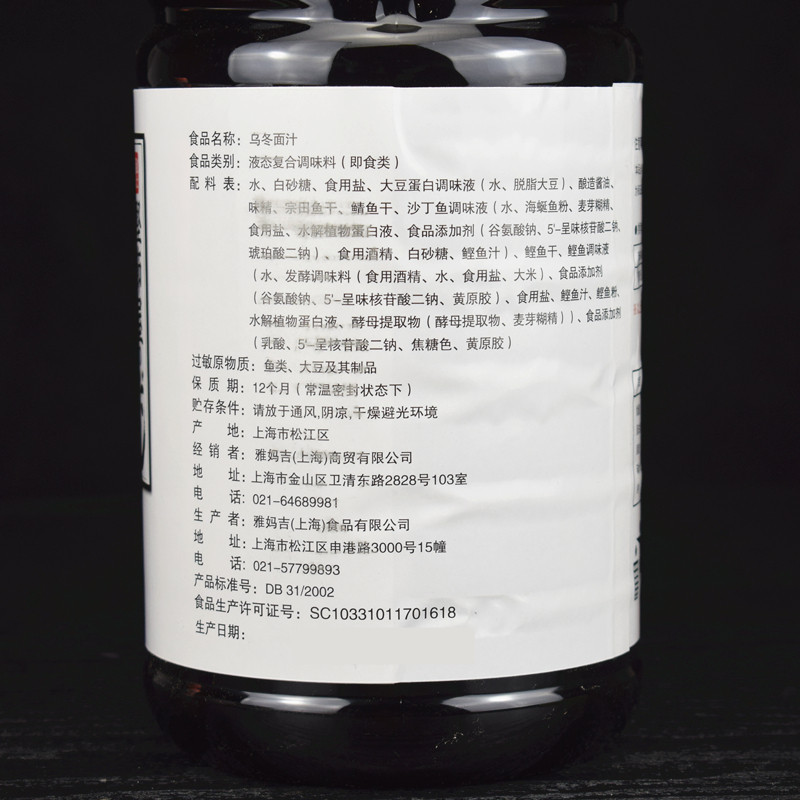 食品名称：乌冬面汁
食品类别：液态复合调味料（即食类）
配料表：水、白砂糖、食用盐、大豆蛋白调味液（水、脱脂大豆）、酿造酱油、
味精、宗田鱼干、鲭鱼干、沙丁鱼调味液（水、海蜒鱼粉、麦芽糊精、
食用盐、水解植物蛋白液、食品添加剂（谷氨酸钠、5'-呈味核苷酸二钠、
琥珀酸二钠）、食用酒精、白砂糖、鲣鱼汁）、鲣鱼干、鲣鱼调味液
（水、发酵调味料（食用酒精、水、食用盐、大米）、食品添加剂
（谷氨酸钠、5'-呈味核苷酸二钠、黄原胶）、食用盐、鲣鱼汁、鲣鱼粉、
水解植物蛋白液、酵母提取物（酵母提取物、麦芽糊精））、食品添加剂
（乳酸、5'-呈味核苷酸二钠、焦糖色、黄原胶）
过敏原物质：鱼类、大豆及其制品
保质期：12个月（常温密封状态下）
贮存条件：请放于通风,阴凉,干燥避光环境
产地：上海市松江区
经销者：雅妈吉(上海)商贸有限公司
地址：上海市金山区卫清东路2828号103室
电话：021-64689981
生产者：雅妈吉(上海)食品有限公司
地址：上海市松江区申港路3000号15幢
电话：021-57799893
产品标准号：DB 31/2002
食品生产许可证号：SC10331011701618
生产日期：